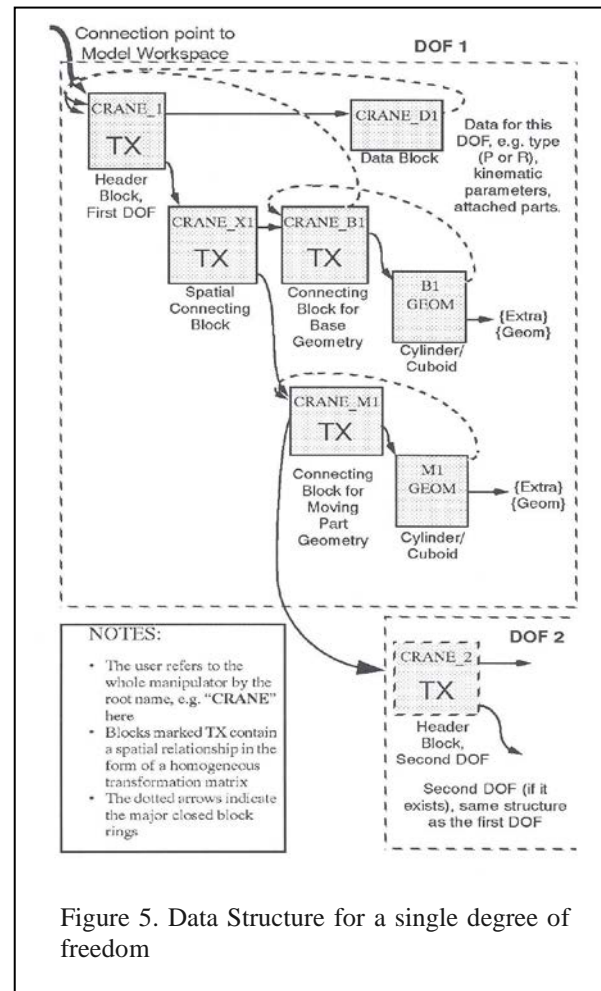 Connection point to
Model Workspace
DOF 1
CRANE_1
TX
Header
Block,
First DOF
CRANE_D1
Data Block
Data for this
DOF, e.g. type
(P or R),
kinematic
parameters,
attached parts.
CRANE_X1
TX
Spatial
Connecting
Block
CRANE_B1
TX
Connecting
Block for
Base
Geometry
B1
GEOM
Cylinder/
Cuboid
{Extra}
{Geom}
CRANE_M1
TX
Connecting
Block for
Moving
Part
Geometry
M1
GEOM
Cylinder/
Cuboid
{Extra}
{Geom}
NOTES:
• The user refers to the
whole manipulator by the
root name, e.g. "CRANE"
here
• Blocks marked TX contain
a spatial relationship in the
form of a homogeneous
transformation matrix
• The dotted arrows indicate
the major closed block
rings
DOF 2
CRANE_2
TX
Header
Block,
Second DOF
Second DOF (if it
exists), same structure
as the first DOF
Figure 5. Data Structure for a single degree of
freedom